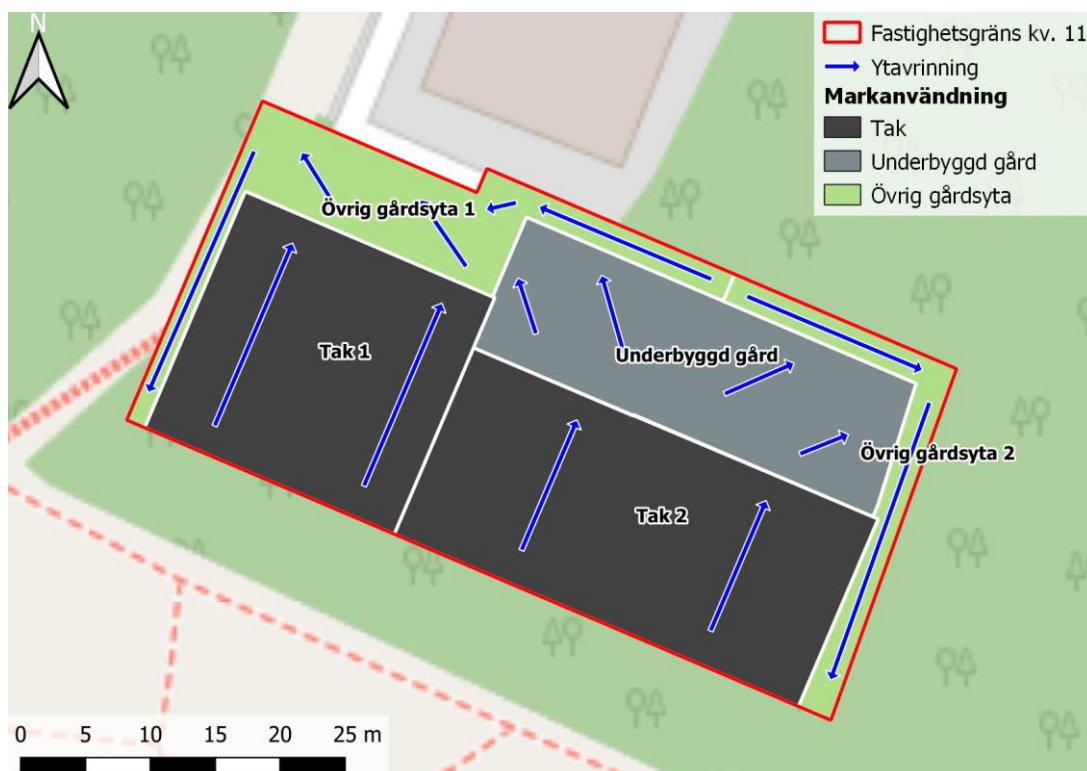 N
Fastighetsgräns kv. 11
Ytavrinning
Markanvändning
Tak
Underbyggd gård
Övrig gårdsyta
Övrig gårdsyta 1
Tak 1
Underbyggd gård
Övrig gårdsyta 2
Tak 2
0 5 10 15 20 25 m